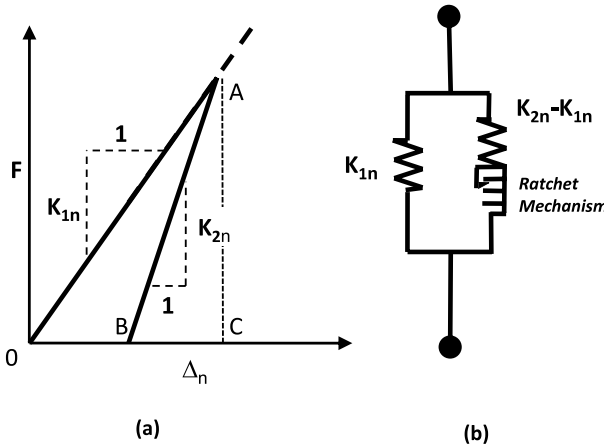 F
K1n
1
A
K2n
1
B
C
0
Δn
(a)
K1n
K2n-K1n
Ratchet
Mechanism
(b)